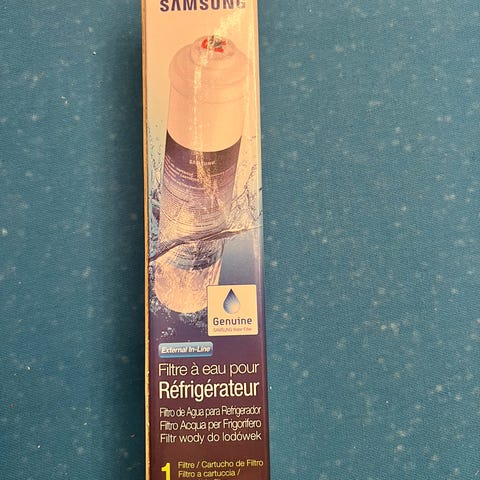 SAMSUNG
SAMSUNG
Genuine
SAMSUNG Water Filter
External In-Line
Filtre à eau pour
Réfrigérateur
Filtro de Agua para Refrigerador
Filtro Acqua per Frigorifero
Filtr wody do lodówek
1 Filtre / Cartucho de Filtro
Filtro a cartuccia /